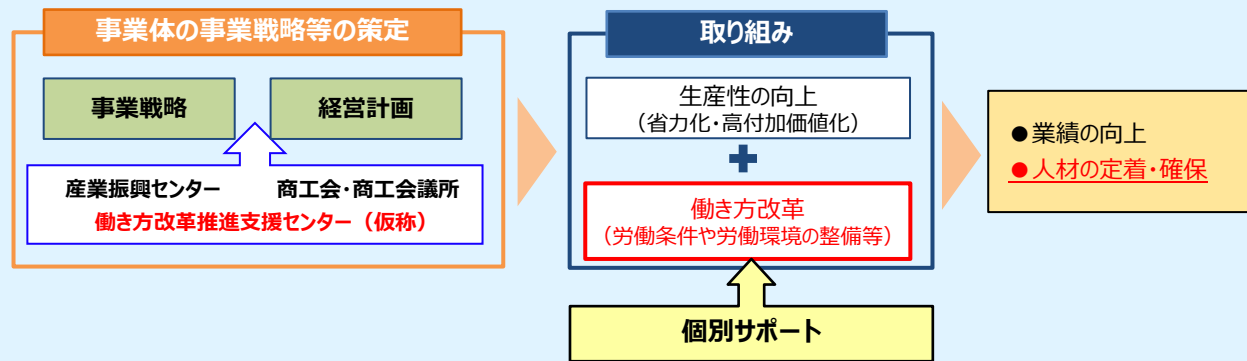 事業体の事業戦略等の策定
事業戦略
経営計画
産業振興センター 商工会・商工会議所
働き方改革推進支援センター（仮称）
取り組み
生産性の向上
（省力化・高付加価値化）
働き方改革
（労働条件や労働環境の整備等）
個別サポート
●業績の向上
●人材の定着・確保